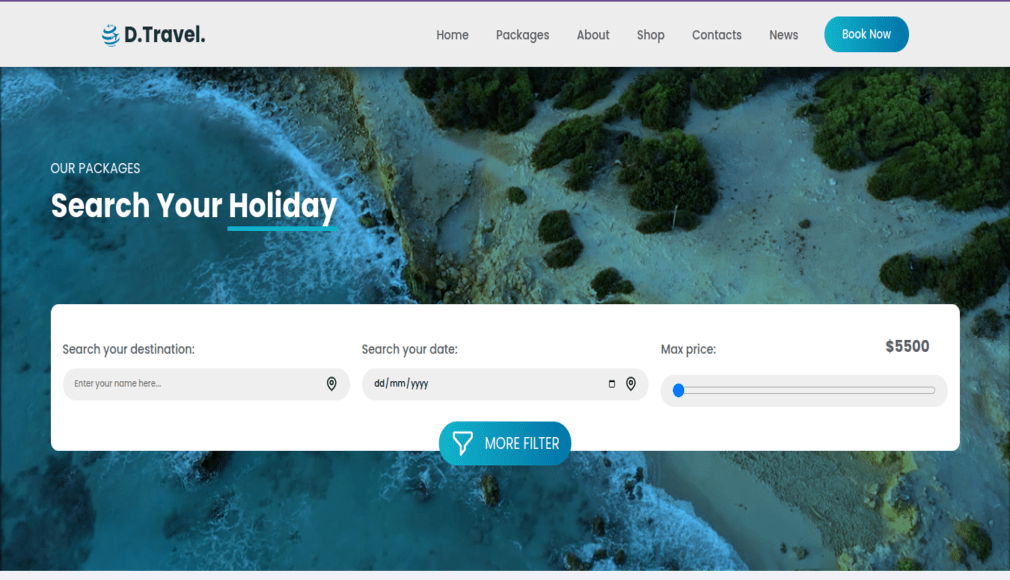 D.Travel.
Home Packages About Shop Contacts News Book Now
OUR PACKAGES
Search Your Holiday
Search your destination:
Enter your name here...
Search your date:
dd/mm/yyyy
Max price:
$5500
MORE FILTER